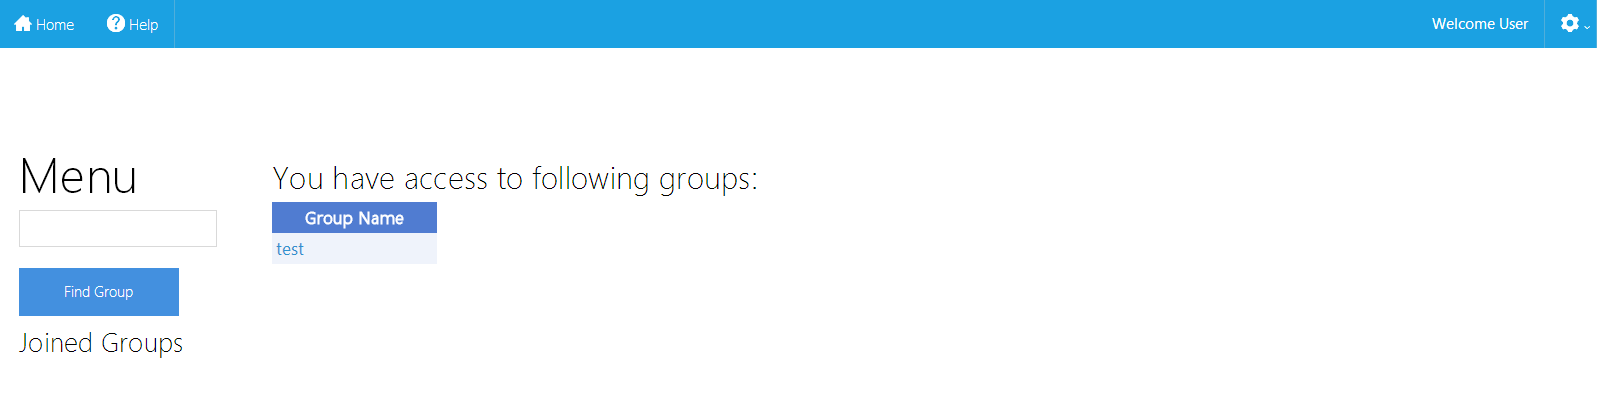 Home
Help
Welcome User
Menu
Find Group
Joined Groups
You have access to following groups:
Group Name
test